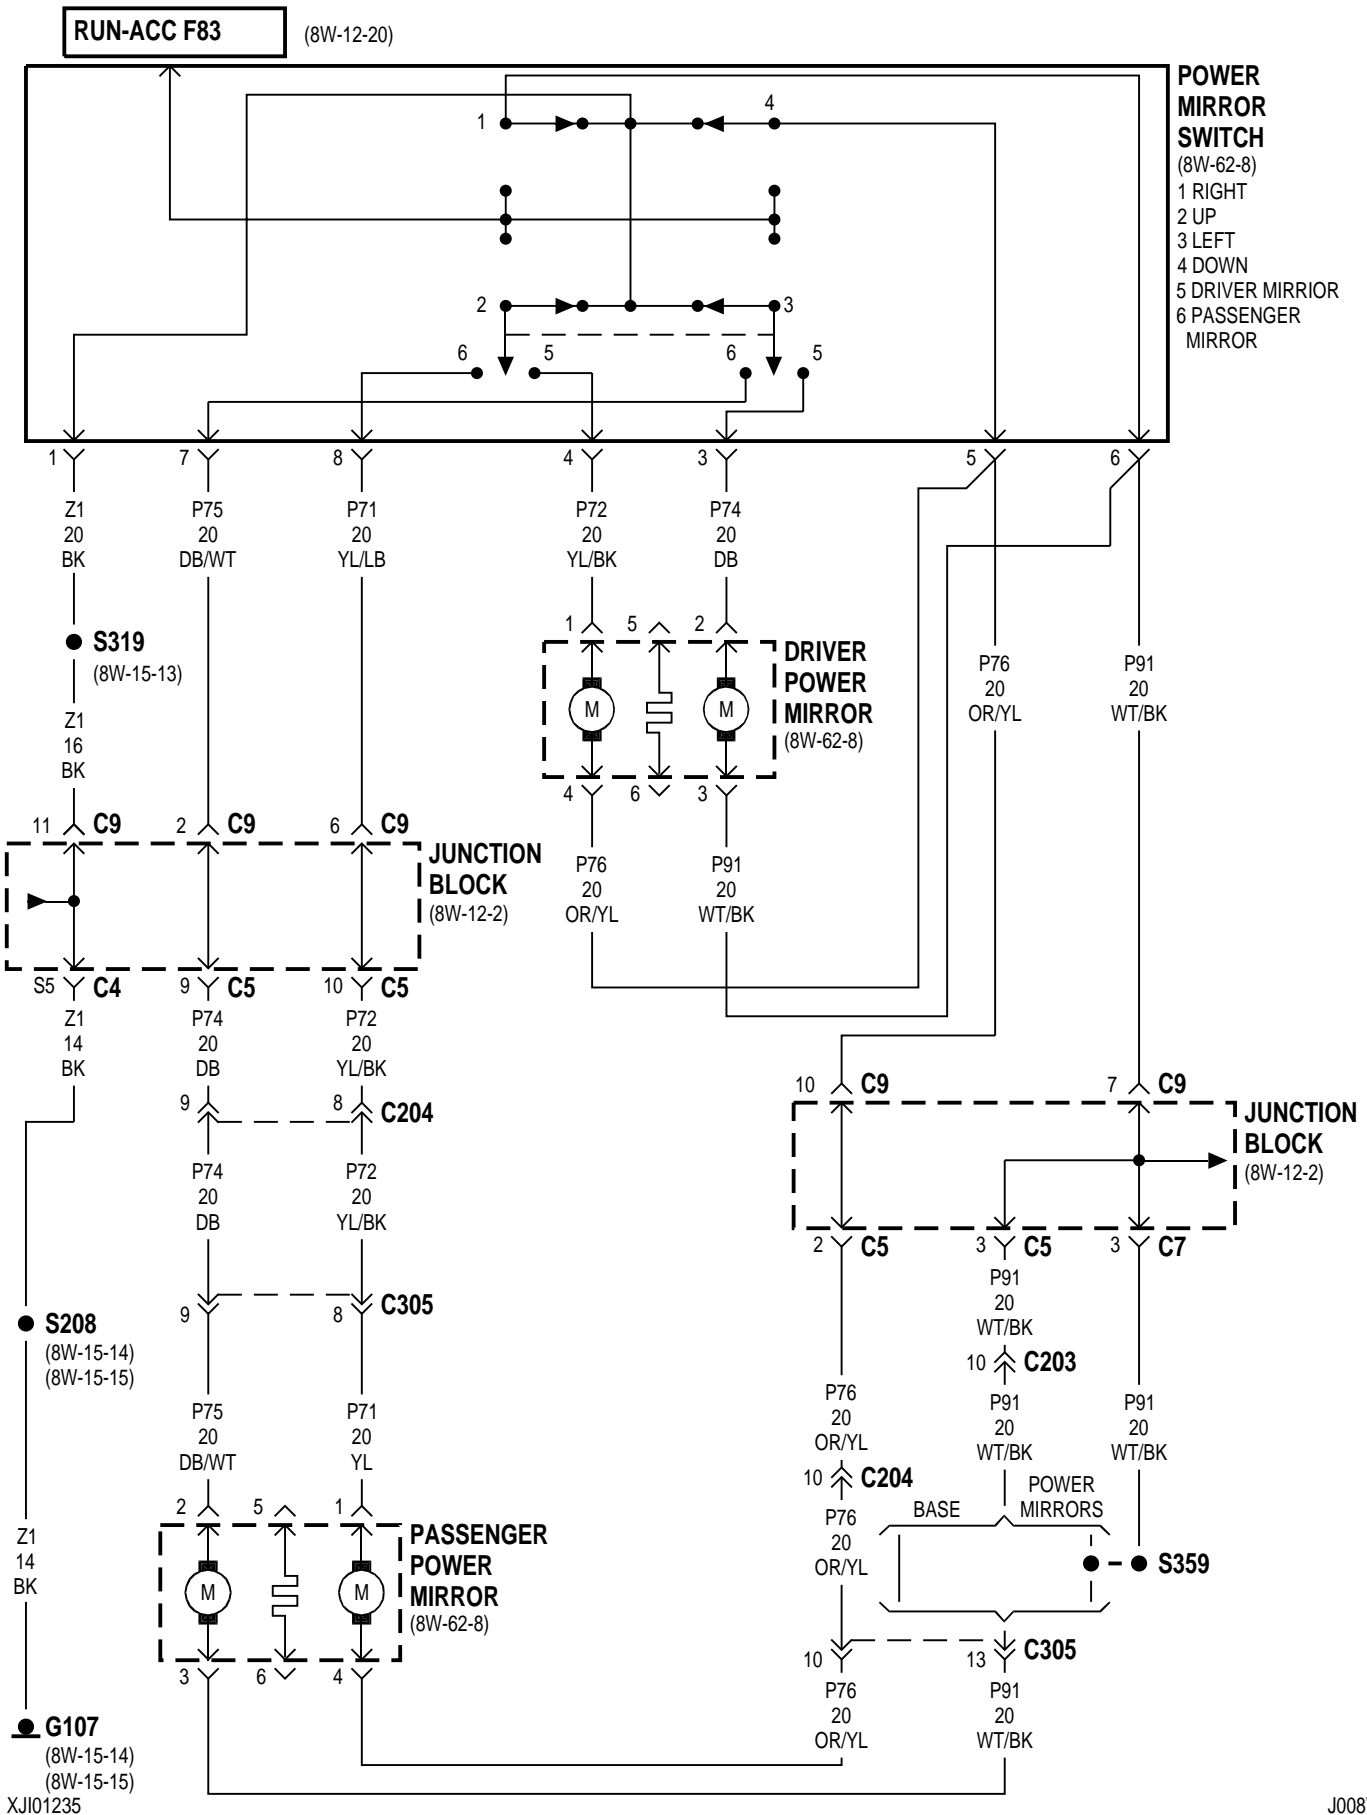 RUN-ACC F83 (8W-12-20)
POWER
MIRROR
SWITCH
(8W-62-8)
1 RIGHT
2 UP
3 LEFT
4 DOWN
5 DRIVER MIRRIOR
6 PASSENGER
MIRROR
1 4
2 3
6 5 6 5
1 7 8 4 3 5 6
Z1 P75 P71 P72 P74
20 20 20 20 20
BK DB/WT YL/LB YL/BK DB
S319
(8W-15-13)
Z1
16
BK
1 5 2
DRIVER
POWER
MIRROR
(8W-62-8)
M M
4 6 3
P76 P91
20 20
OR/YL WT/BK
P76 P91
20 20
OR/YL WT/BK
11 C9 2 C9 6 C9
JUNCTION
BLOCK
(8W-12-2)
S5 C4 9 C5 10 C5
Z1 P74 P72
14 20 20
BK DB YL/BK
9 8 C204
P74 P72
20 20
DB YL/BK
9 8 C305
S208
(8W-15-14)
(8W-15-15)
P75 P71
20 20
DB/WT YL
2 5 1
PASSENGER
POWER
MIRROR
(8W-62-8)
M M
3 6 4
Z1
14
BK
G107
(8W-15-14)
(8W-15-15)
10 C9 7 C9
JUNCTION
BLOCK
(8W-12-2)
2 C5 3 C5 3 C7
P91
20
WT/BK
10 C203
P76 P91 P91
20 20 20
OR/YL WT/BK WT/BK
10 C204
P76
20
OR/YL
BASE POWER
MIRRORS
S359
10 13 C305
P76 P91
20 20
OR/YL WT/BK
XJI01235 J008